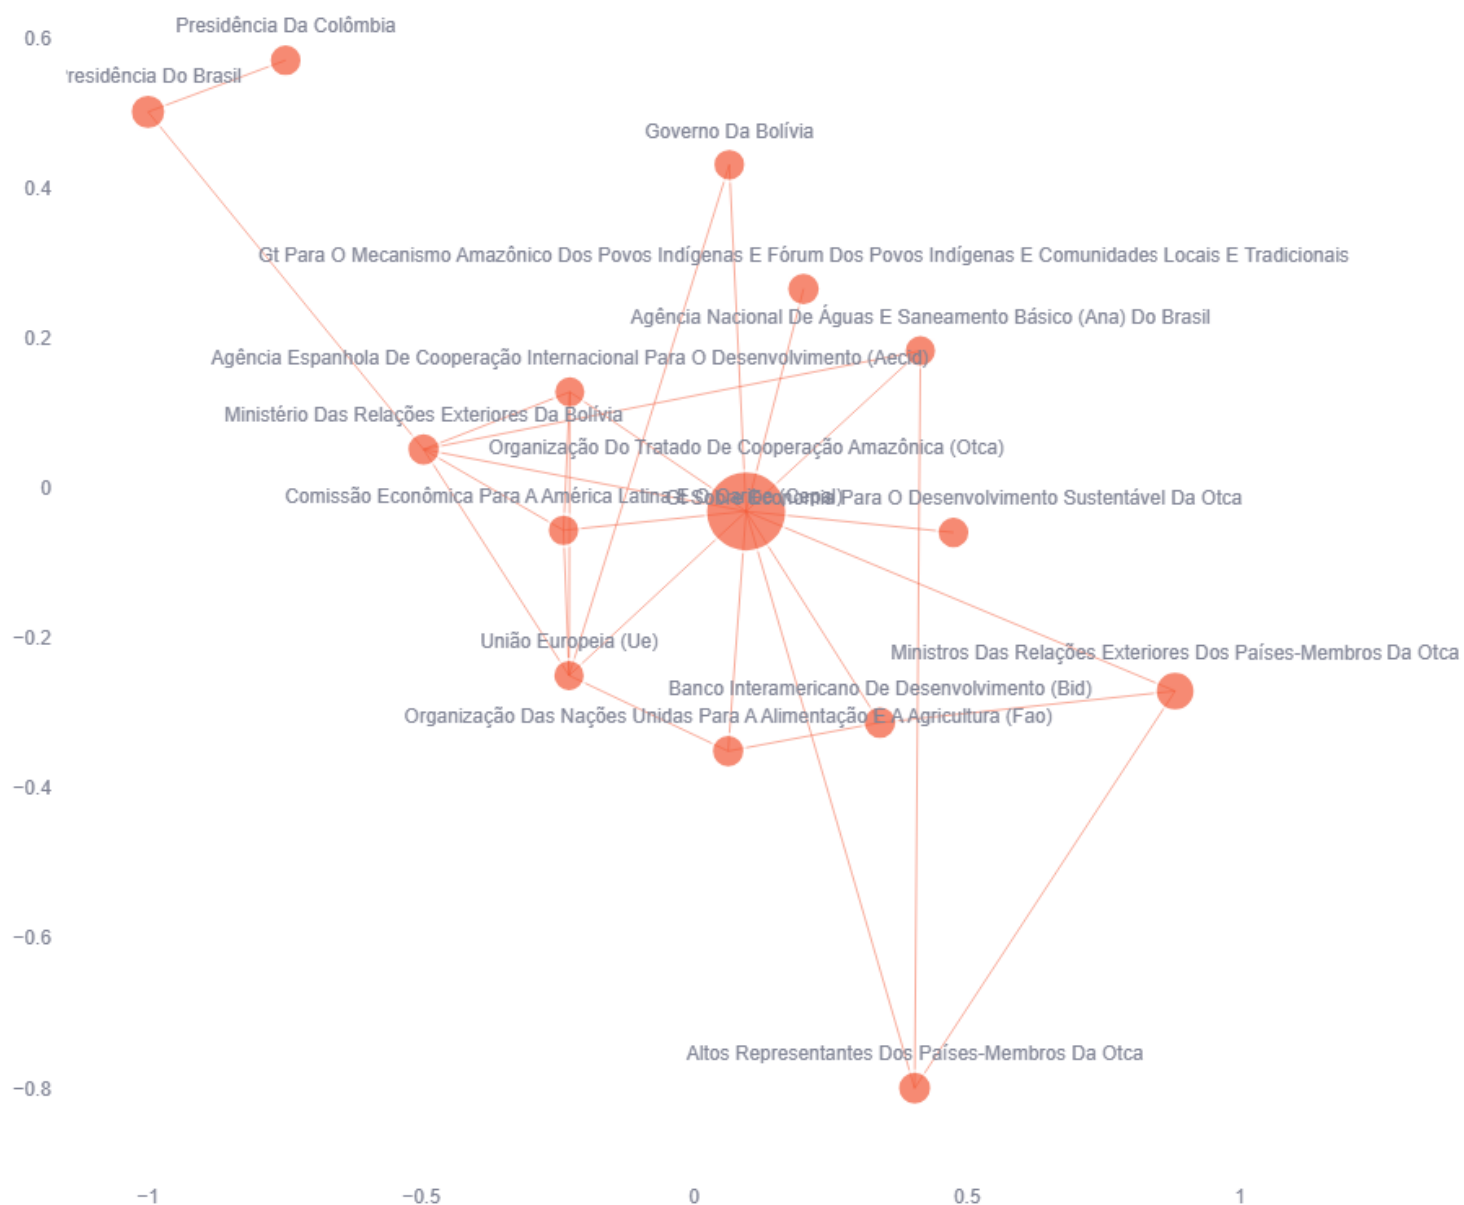 Presidência Da Colômbia
0.6
residência Do Brasil
Governo Da Bolívia
0.4
Gt Para O Mecanismo Amazônico Dos Povos Indígenas E Fórum Dos Povos Indígenas E Comunidades Locais E Tradicionais
Agência Nacional De Águas E Saneamento Básico (Ana) Do Brasil
0.2
Agência Espanhola De Cooperação Internacional Para O Desenvolvimento (Aecid)
Ministério Das Relações Exteriores Da Bolívia
Organização Do Tratado De Cooperação Amazônica (Otca)
0
Comissão Econômica Para A América Latina E O Caribe (Cepal)
Gt Sobre Economia Para O Desenvolvimento Sustentável Da Otca
−0.2
União Europeia (Ue)
Ministros Das Relações Exteriores Dos Países-Membros Da Otca
Banco Interamericano De Desenvolvimento (Bid)
Organização Das Nações Unidas Para A Alimentação E A Agricultura (Fao)
−0.4
−0.6
Altos Representantes Dos Países-Membros Da Otca
−0.8
−1
−0.5
0
0.5
1